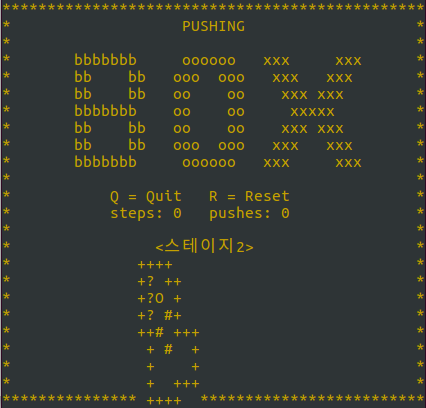 ***********************************************
*                   PUSHING                   *
*                                             *
*       bbbbbbb     oooooo   xxx     xxx      *
*       bb    bb   ooo  ooo   xxx   xxx       *
*       bb    bb   oo    oo    xxx xxx        *
*       bbbbbbb    oo    oo     xxxxx         *
*       bb    bb   oo    oo    xxx xxx        *
*       bb    bb   ooo  ooo   xxx   xxx       *
*       bbbbbbb     oooooo   xxx     xxx      *
*                                             *
*           Q = Quit   R = Reset              *
*           steps: 0   pushes: 0              *
*                                             *
*                <스테이지2>                  *
*              ++++                           *
*              +? ++                          *
*              +?O +                          *
*              +? #+                          *
*              ++# +++                        *
*               + #  +                        *
*               +    +                        *
*               +  +++                        *
*************** ++++  *************************